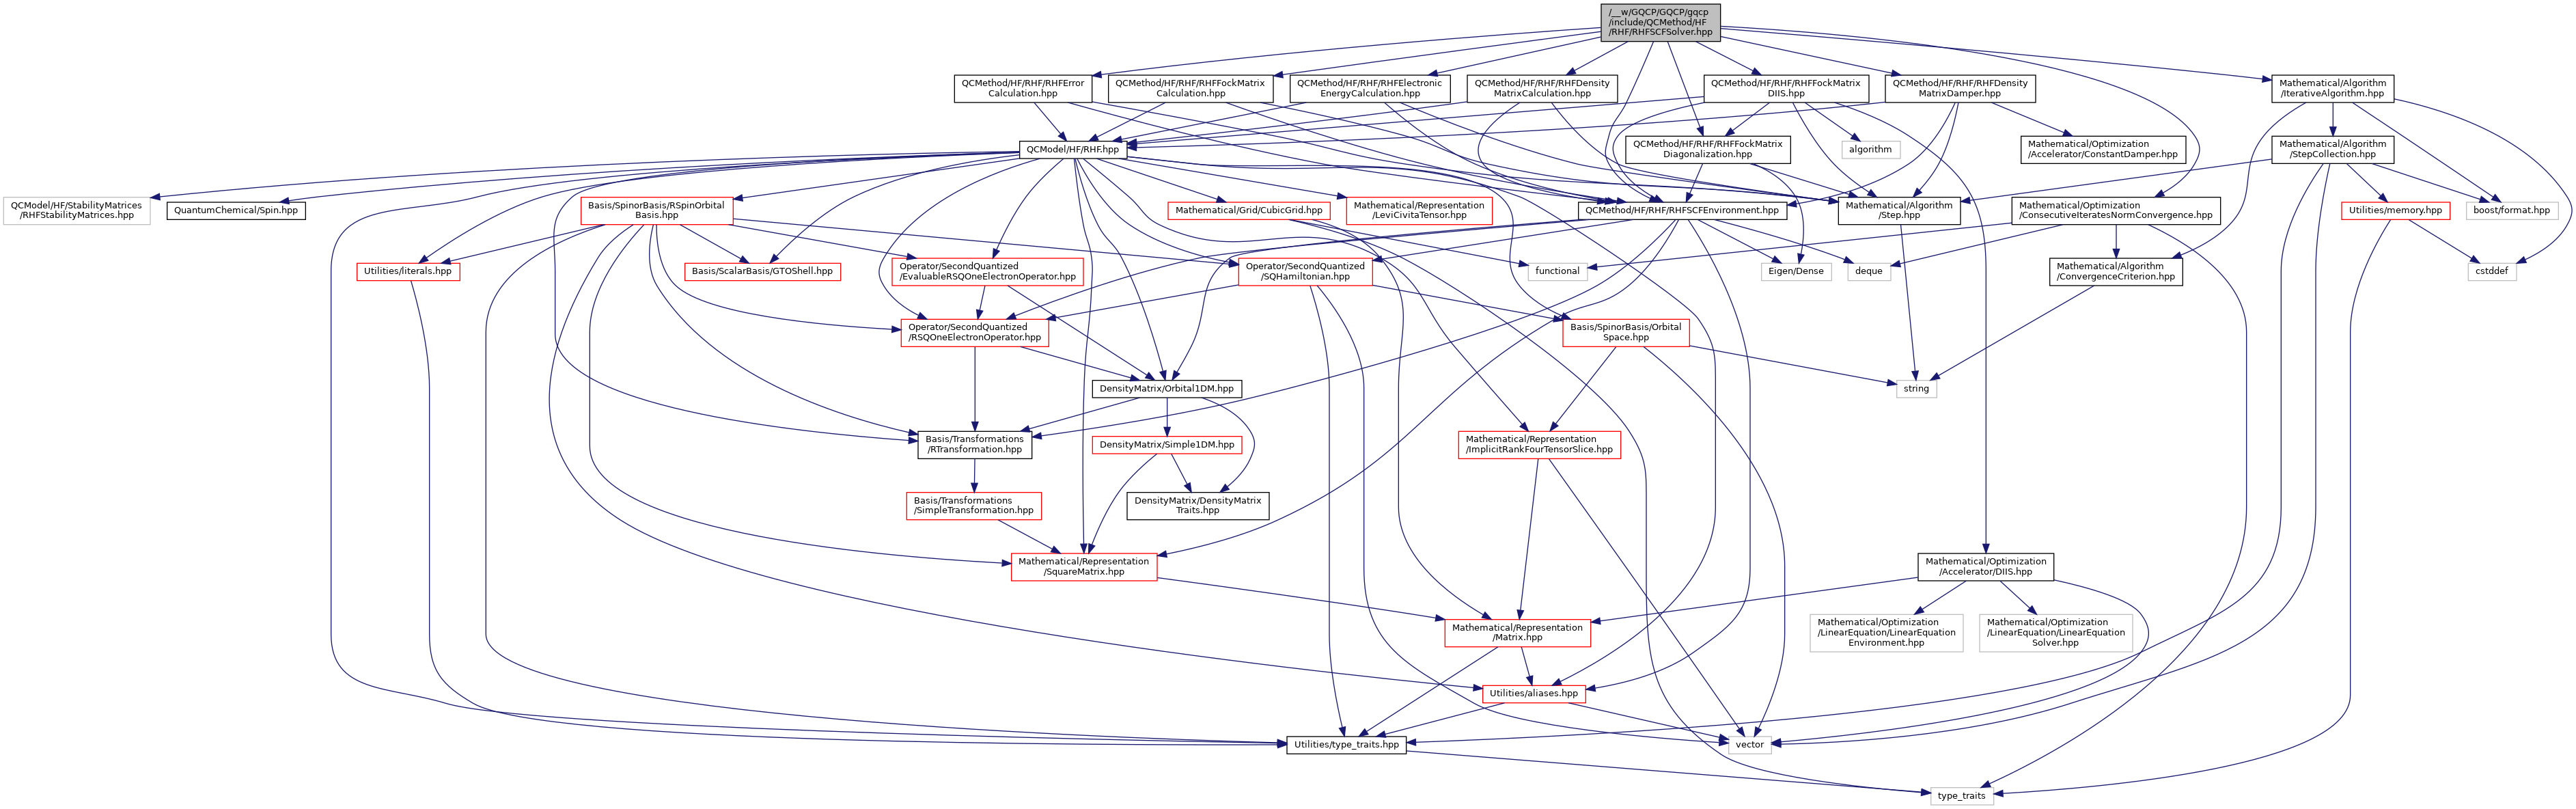 /__w/GQCP/GQCP/gqcp
/include/QCMethod/HF
/RHF/RHFSCFSolver.hpp
QCMethod/HF/RHF/RHFError
Calculation.hpp
QCMethod/HF/RHF/RHFFockMatrix
Calculation.hpp
QCMethod/HF/RHF/RHFElectronic
EnergyCalculation.hpp
QCMethod/HF/RHF/RHFDensity
MatrixCalculation.hpp
QCMethod/HF/RHF/RHFFockMatrix
DIIS.hpp
QCMethod/HF/RHF/RHFDensity
MatrixDamper.hpp
Mathematical/Algorithm
/IterativeAlgorithm.hpp
QCModel/HF/RHF.hpp
QCMethod/HF/RHF/RHFFockMatrix
Diagonalization.hpp
algorithm
Mathematical/Optimization
/Accelerator/ConstantDamper.hpp
Mathematical/Algorithm
/StepCollection.hpp
QCModel/HF/StabilityMatrices
/RHFStabilityMatrices.hpp
QuantumChemical/Spin.hpp
Basis/SpinorBasis/RSpinOrbital
Basis.hpp
Mathematical/Grid/CubicGrid.hpp
Mathematical/Representation
/LeviCivitaTensor.hpp
QCMethod/HF/RHF/RHFSCFEnvironment.hpp
Mathematical/Algorithm
/Step.hpp
Mathematical/Optimization
/ConsecutiveIteratesNormConvergence.hpp
Utilities/memory.hpp
boost/format.hpp
Utilities/literals.hpp
Basis/ScalarBasis/GTOShell.hpp
Operator/SecondQuantized
/EvaluableRSQOneElectronOperator.hpp
Operator/SecondQuantized
/SQHamiltonian.hpp
functional
Eigen/Dense
deque
Mathematical/Algorithm
/ConvergenceCriterion.hpp
cstddef
Operator/SecondQuantized
/RSQOneElectronOperator.hpp
Basis/SpinorBasis/Orbital
Space.hpp
DensityMatrix/Orbital1DM.hpp
string
Basis/Transformations
/RTransformation.hpp
DensityMatrix/Simple1DM.hpp
Mathematical/Representation
/ImplicitRankFourTensorSlice.hpp
Basis/Transformations
/SimpleTransformation.hpp
DensityMatrix/DensityMatrix
Traits.hpp
Mathematical/Representation
/SquareMatrix.hpp
Mathematical/Optimization
/Accelerator/DIIS.hpp
Mathematical/Representation
/Matrix.hpp
Mathematical/Optimization
/LinearEquation/LinearEquation
Environment.hpp
Mathematical/Optimization
/LinearEquation/LinearEquation
Solver.hpp
Utilities/aliases.hpp
Utilities/type_traits.hpp
vector
type_traits